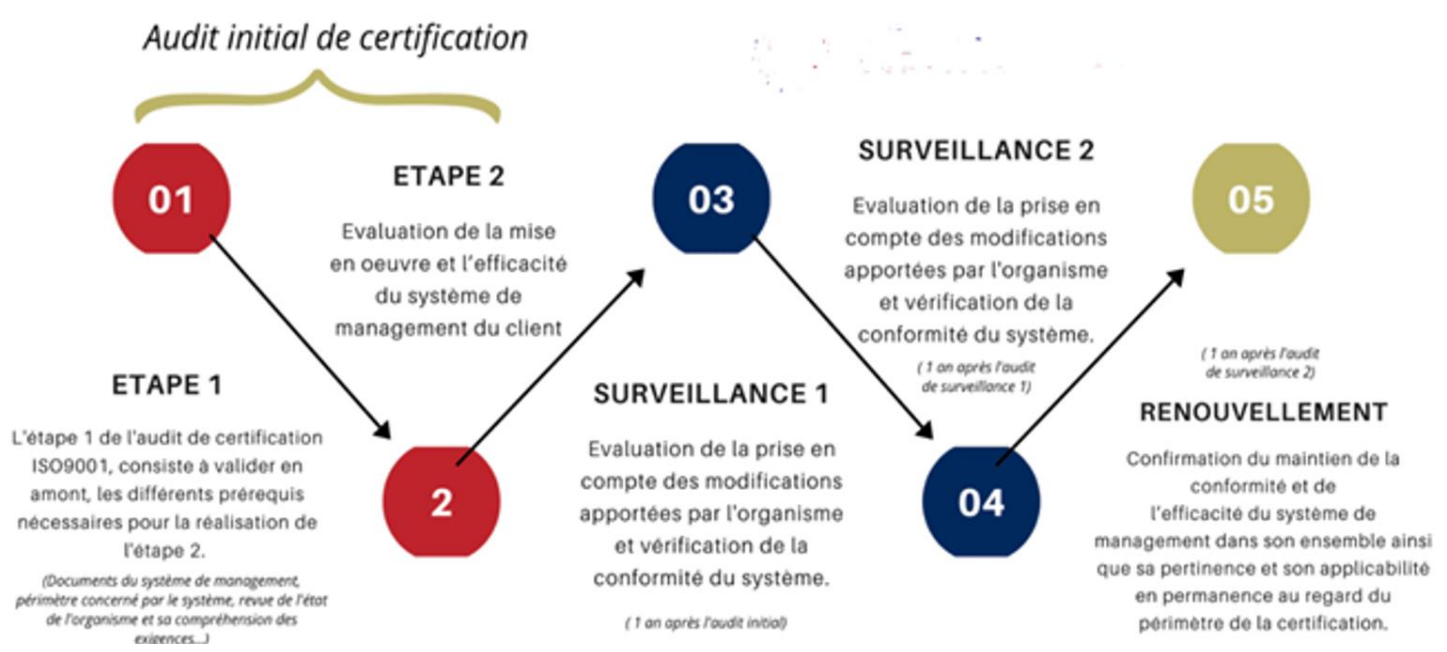 Audit initial de certification
01
ETAPE 1
L'étape 1 de l'audit de certification
ISO9001, consiste à valider en
amont, les différents prérequis
nécessaires pour la réalisation de
l'étape 2.
(Documents du système de management,
périmètre concerné par le système, revue de l'état
de l'organisme et sa compréhension des
exigences...)
ETAPE 2
Evaluation de la mise
en oeuvre et l'efficacité
du système de
management du client
2
03
SURVEILLANCE 1
Evaluation de la prise en
compte des modifications
apportées par l'organisme
et vérification de la
conformité du système.
( 1 an après l'audit initial)
SURVEILLANCE 2
Evaluation de la prise en
compte des modifications
apportées par l'organisme
et vérification de la
conformité du système.
( 1 an après l'audit
de surveillance 1)
04
05
( 1 an après l'audit
de surveillance 2)
RENOUVELLEMENT
Confirmation du maintien de la
conformité et de
l'efficacité du système de
management dans son ensemble ainsi
que sa pertinence et son applicabilité
en permanence au regard du
périmètre de la certification.